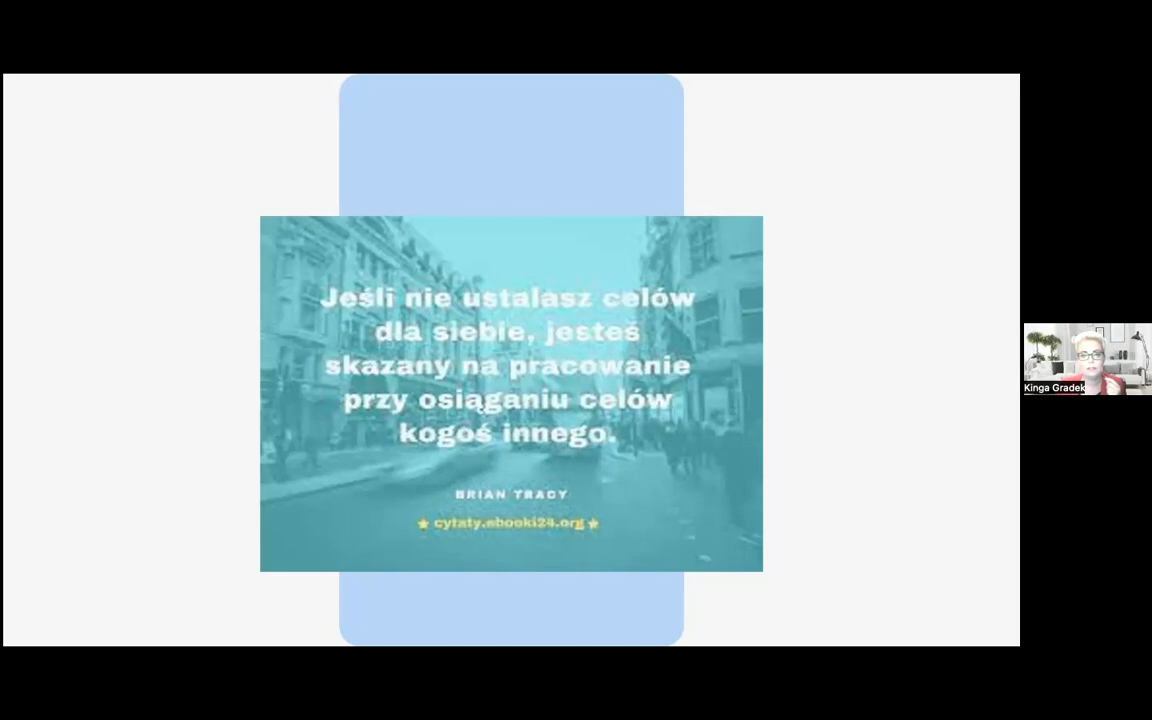 Jeśli nie ustalasz celów
dla siebie, jesteś
skazany na pracowanie
przy osiąganiu celów
kogoś innego.
BRIAN TRACY
cytaty.ebooki24.org
Kinga Gradek